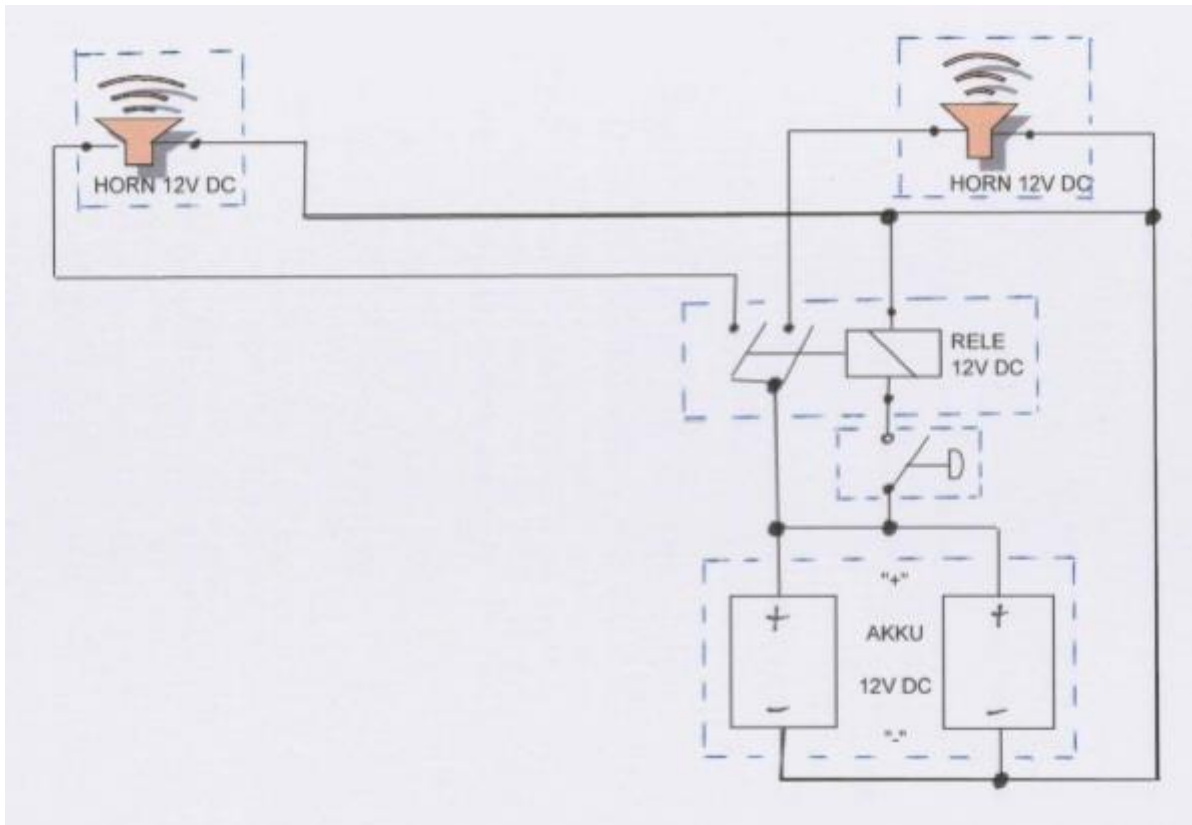 HORN 12V DC
HORN 12V DC
RELE
12V DC
"+"
+
+
AKKU
12V DC
-
-
"-"